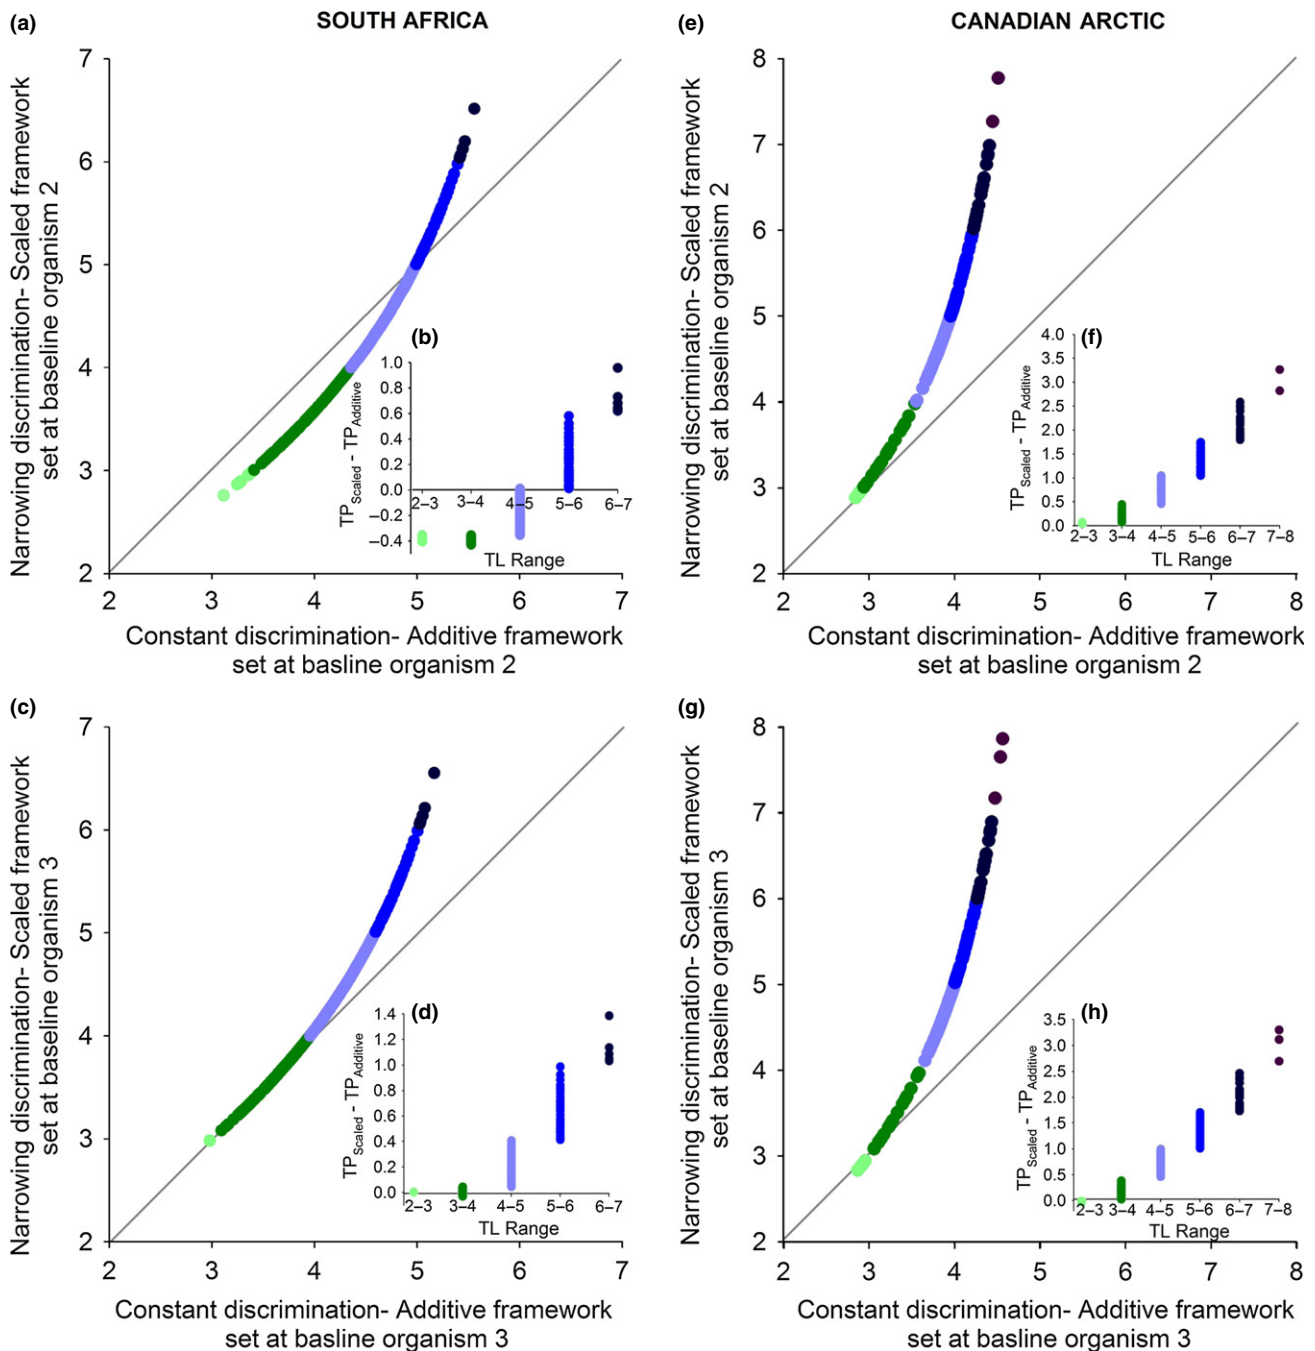 (a)
SOUTH AFRICA
Narrowing discrimination- Scaled framework
set at baseline organism 2
7
6
5
4
3
2
2 3 4 5 6 7
Constant discrimination- Additive framework
set at basline organism 2
(b)
TPScaled - TPAdditive
1.0
0.8
0.6
0.4
0.2
0.0
–0.2
–0.4
2–3 3–4 4–5 5–6 6–7
TL Range
(e)
CANADIAN ARCTIC
Narrowing discrimination- Scaled framework
set at baseline organism 2
8
7
6
5
4
3
2
2 3 4 5 6 7 8
Constant discrimination- Additive framework
set at basline organism 2
(f)
TPScaled - TPAdditive
4.0
3.5
3.0
2.5
2.0
1.5
1.0
0.5
0.0
2–3 3–4 4–5 5–6 6–7 7–8
TL Range
(c)
Narrowing discrimination- Scaled framework
set at baseline organism 3
7
6
5
4
3
2
2 3 4 5 6 7
Constant discrimination- Additive framework
set at basline organism 3
(d)
TPScaled - TPAdditive
1.4
1.2
1.0
0.8
0.6
0.4
0.2
0.0
2–3 3–4 4–5 5–6 6–7
TL Range
(g)
Narrowing discrimination- Scaled framework
set at baseline organism 3
8
7
6
5
4
3
2
2 3 4 5 6 7 8
Constant discrimination- Additive framework
set at basline organism 3
(h)
TPScaled - TPAdditive
3.5
3.0
2.5
2.0
1.5
1.0
0.5
0.0
2–3 3–4 4–5 5–6 6–7 7–8
TL Range